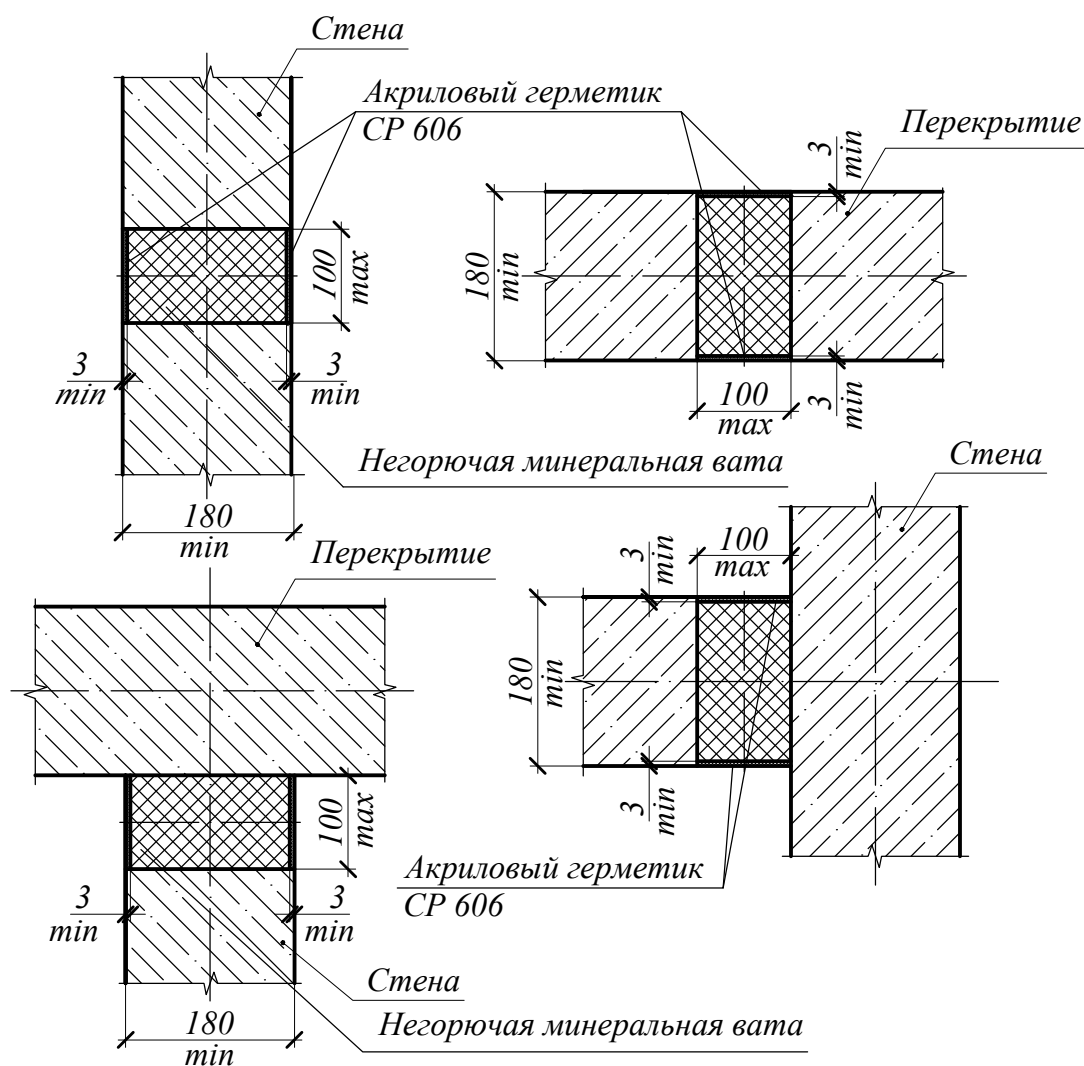 Стена
Акриловый герметик
СР 606
Перекрытие
3
min
180
min
100
max
3
min
3
min
100
max
3
min
Негорючая минеральная вата
180
min
Стена
Перекрытие
3
min
100
max
180
min
3
min
100
max
Акриловый герметик
СР 606
3
min
3
min
Стена
180
min
Негорючая минеральная вата